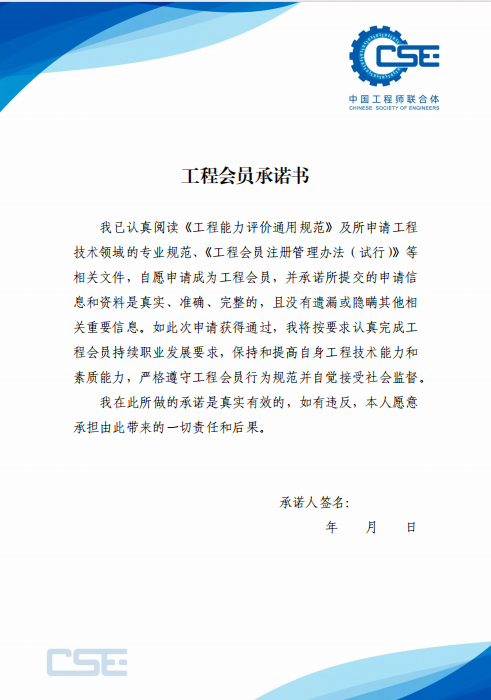 CSE
中国工程师联合体
CHINESE SOCIETY OF ENGINEERS
工程会员承诺书
我已认真阅读《工程能力评价通用规范》及所申请工程
技术领域的专业规范、《工程会员注册管理办法（试行）》等
相关文件，自愿申请成为工程会员，并承诺所提交的申请信
息和资料是真实、准确、完整的，且没有遗漏或隐瞒其他相
关重要信息。如此次申请获得通过，我将按要求认真完成工
程会员持续职业发展要求，保持和提高自身工程技术能力和
素质能力，严格遵守工程会员行为规范并自觉接受社会监督。
我在此所做的承诺是真实有效的，如有违反，本人愿意
承担由此带来的一切责任和后果。
承诺人签名：
年 月 日
CSE